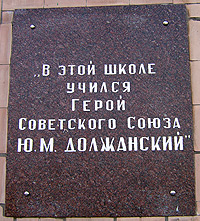 „В этой школе
учился
Герой
Советского Союза
Ю.М. Должанский"